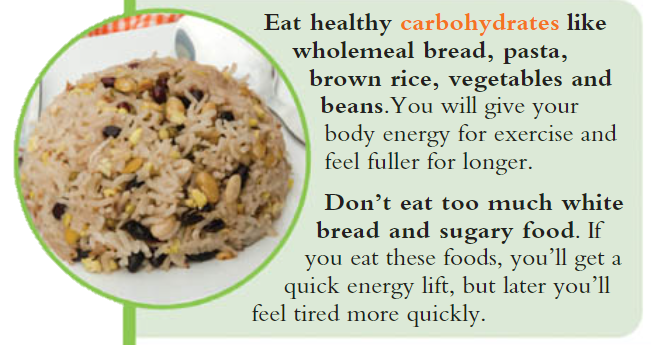 Eat healthy carbohydrates like
wholemeal bread, pasta,
brown rice, vegetables and
beans.You will give your
body energy for exercise and
feel fuller for longer.
Don’t eat too much white
bread and sugary food. If
you eat these foods, you’ll get a
quick energy lift, but later you’ll
feel tired more quickly.